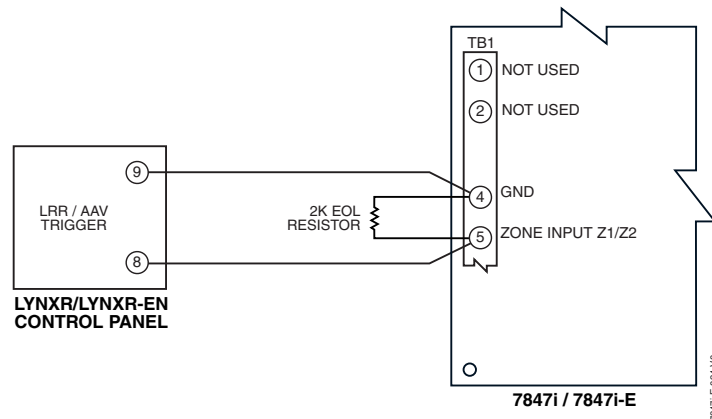 TB1
1 NOT USED
2 NOT USED
9
LRR / AAV
TRIGGER
2K EOL
RESISTOR
4 GND
5 ZONE INPUT Z1/Z2
8
LYNXR/LYNXR-EN
CONTROL PANEL
7847i / 7847i-E